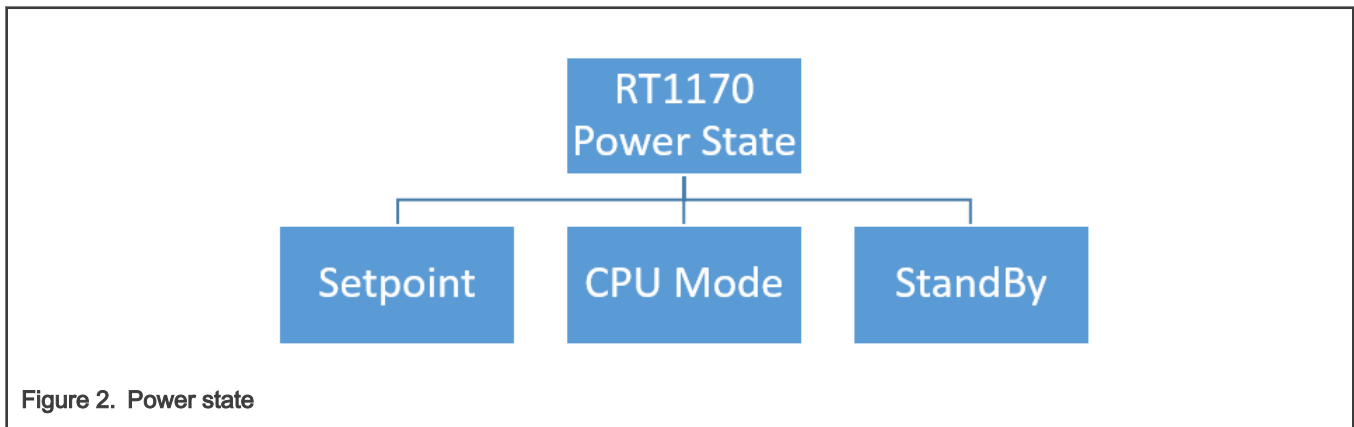 RT1170
Power State
Setpoint
CPU Mode
StandBy
Figure 2. Power state